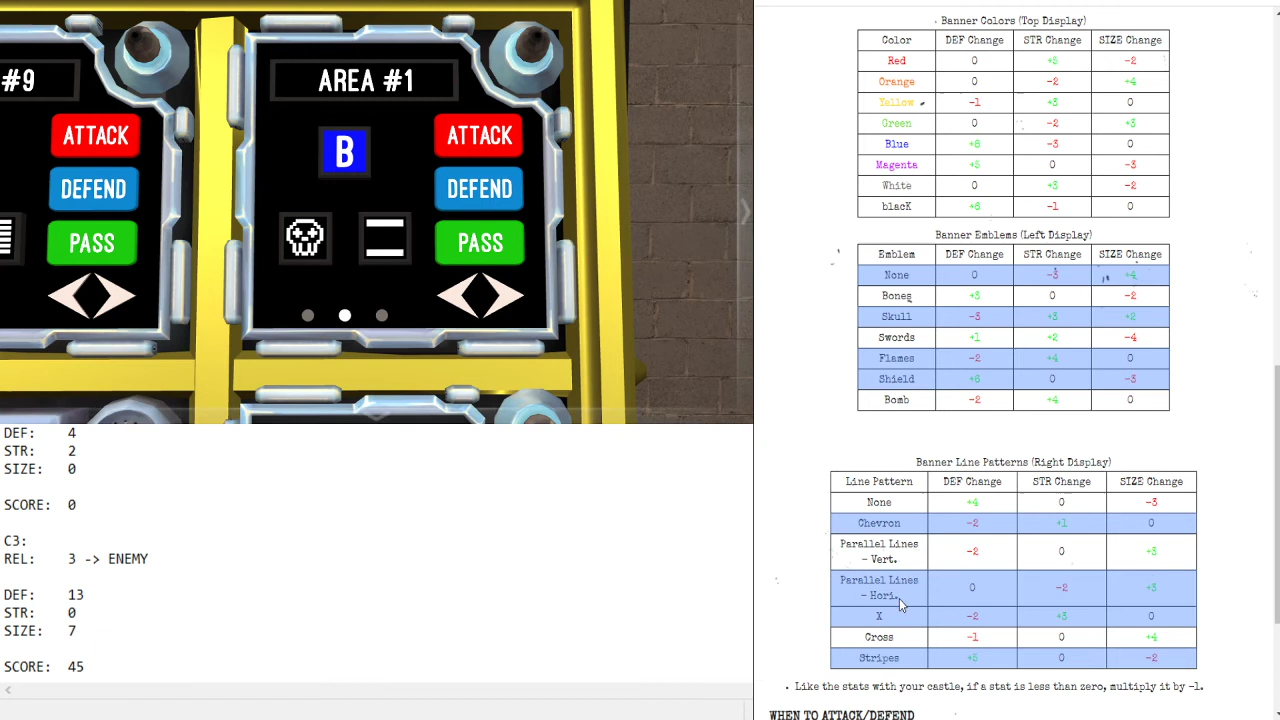 #9
ATTACK
DEFEND
PASS
AREA #1
B
ATTACK
DEFEND
PASS
DEF: 4
STR: 2
SIZE: 0
SCORE: 0
C3:
REL: 3 -> ENEMY
DEF: 13
STR: 0
SIZE: 7
SCORE: 45
Banner Colors (Top Display)
Color DEF Change STR Change SIZE Change
Red 0 +5 -2
Orange 0 -2 +4
Yellow -1 +3 0
Green 0 -2 +3
Blue +8 -3 0
Magenta +5 0 -3
White 0 +3 -2
blacK +6 -1 0
Banner Emblems (Left Display)
Emblem DEF Change STR Change SIZE Change
None 0 -3 +4
Bones +3 0 -2
Skull -3 +3 +2
Swords +1 +2 -4
Flames -2 +4 0
Shield +6 0 -3
Bomb -2 +4 0
Banner Line Patterns (Right Display)
Line Pattern DEF Change STR Change SIZE Change
None +4 0 -3
Chevron -2 +1 0
Parallel Lines
- Vert. -2 0 +3
Parallel Lines
- Hori. 0 -2 +3
X -2 +3 0
Cross -1 0 +4
Stripes +5 0 -2
• Like the stats with your castle, if a stat is less than zero, multiply it by -1.
WHEN TO ATTACK/DEFEND